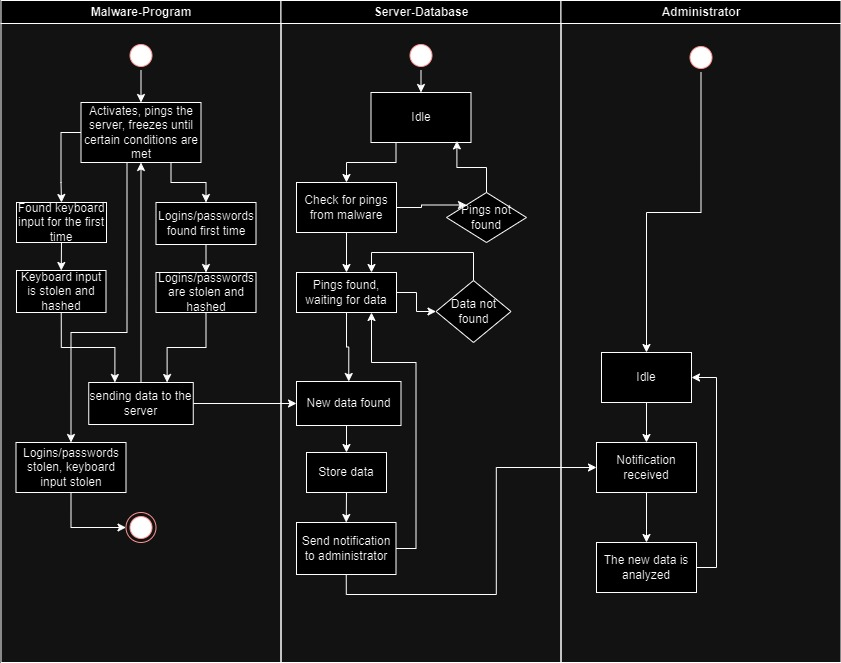 Malware-Program
Server-Database
Administrator
Activates, pings the
server, freezes until
certain conditions are
met
Found keyboard
input for the first
time
Logins/passwords
found first time
Keyboard input
is stolen and
hashed
Logins/passwords
are stolen and
hashed
sending data to the
server
Logins/passwords
stolen, keyboard
input stolen
Idle
Check for pings
from malware
Pings not
found
Pings found,
waiting for data
Data not
found
New data found
Store data
Send notification
to administrator
Idle
Notification
received
The new data is
analyzed